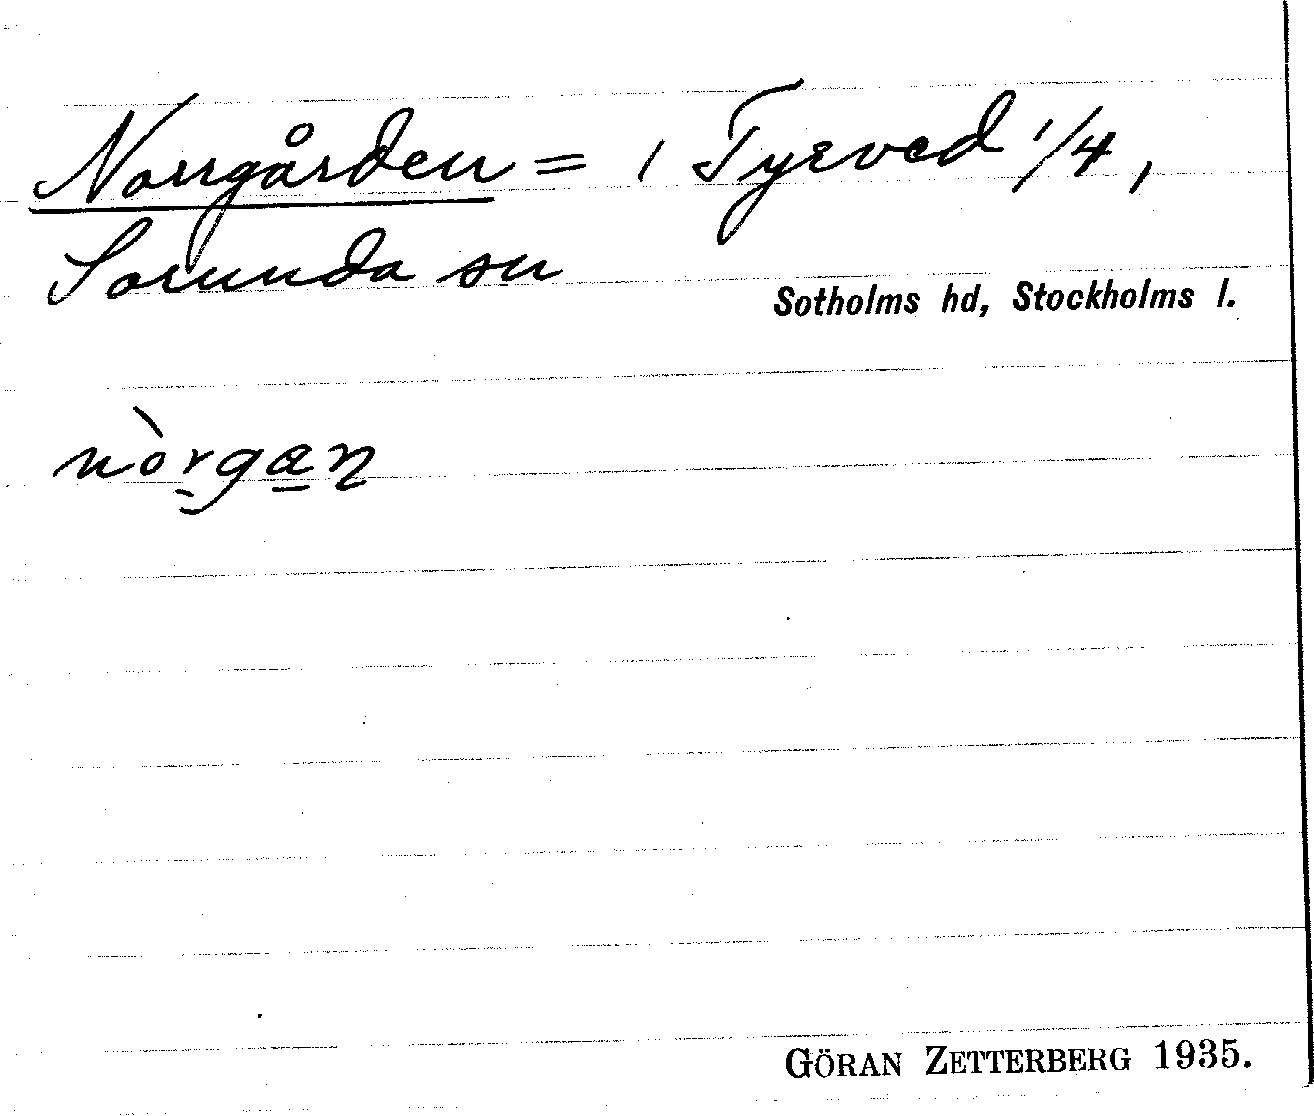 Norrgården = 1 Tyrved 1/4,
Sorunda sn
Sotholms hd, Stockholms l.
nòrgan
GÖRAN ZETTERBERG 1935.